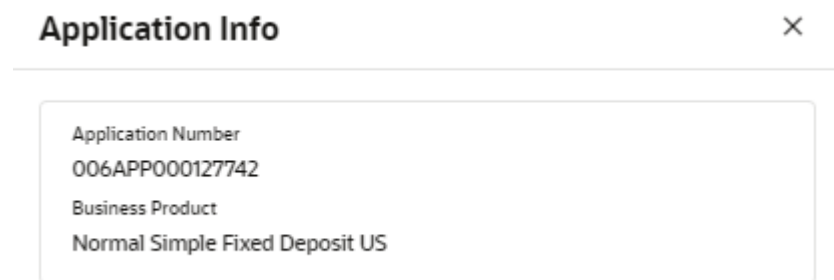 Application Info
Application Number
006APP000127742
Business Product
Normal Simple Fixed Deposit US